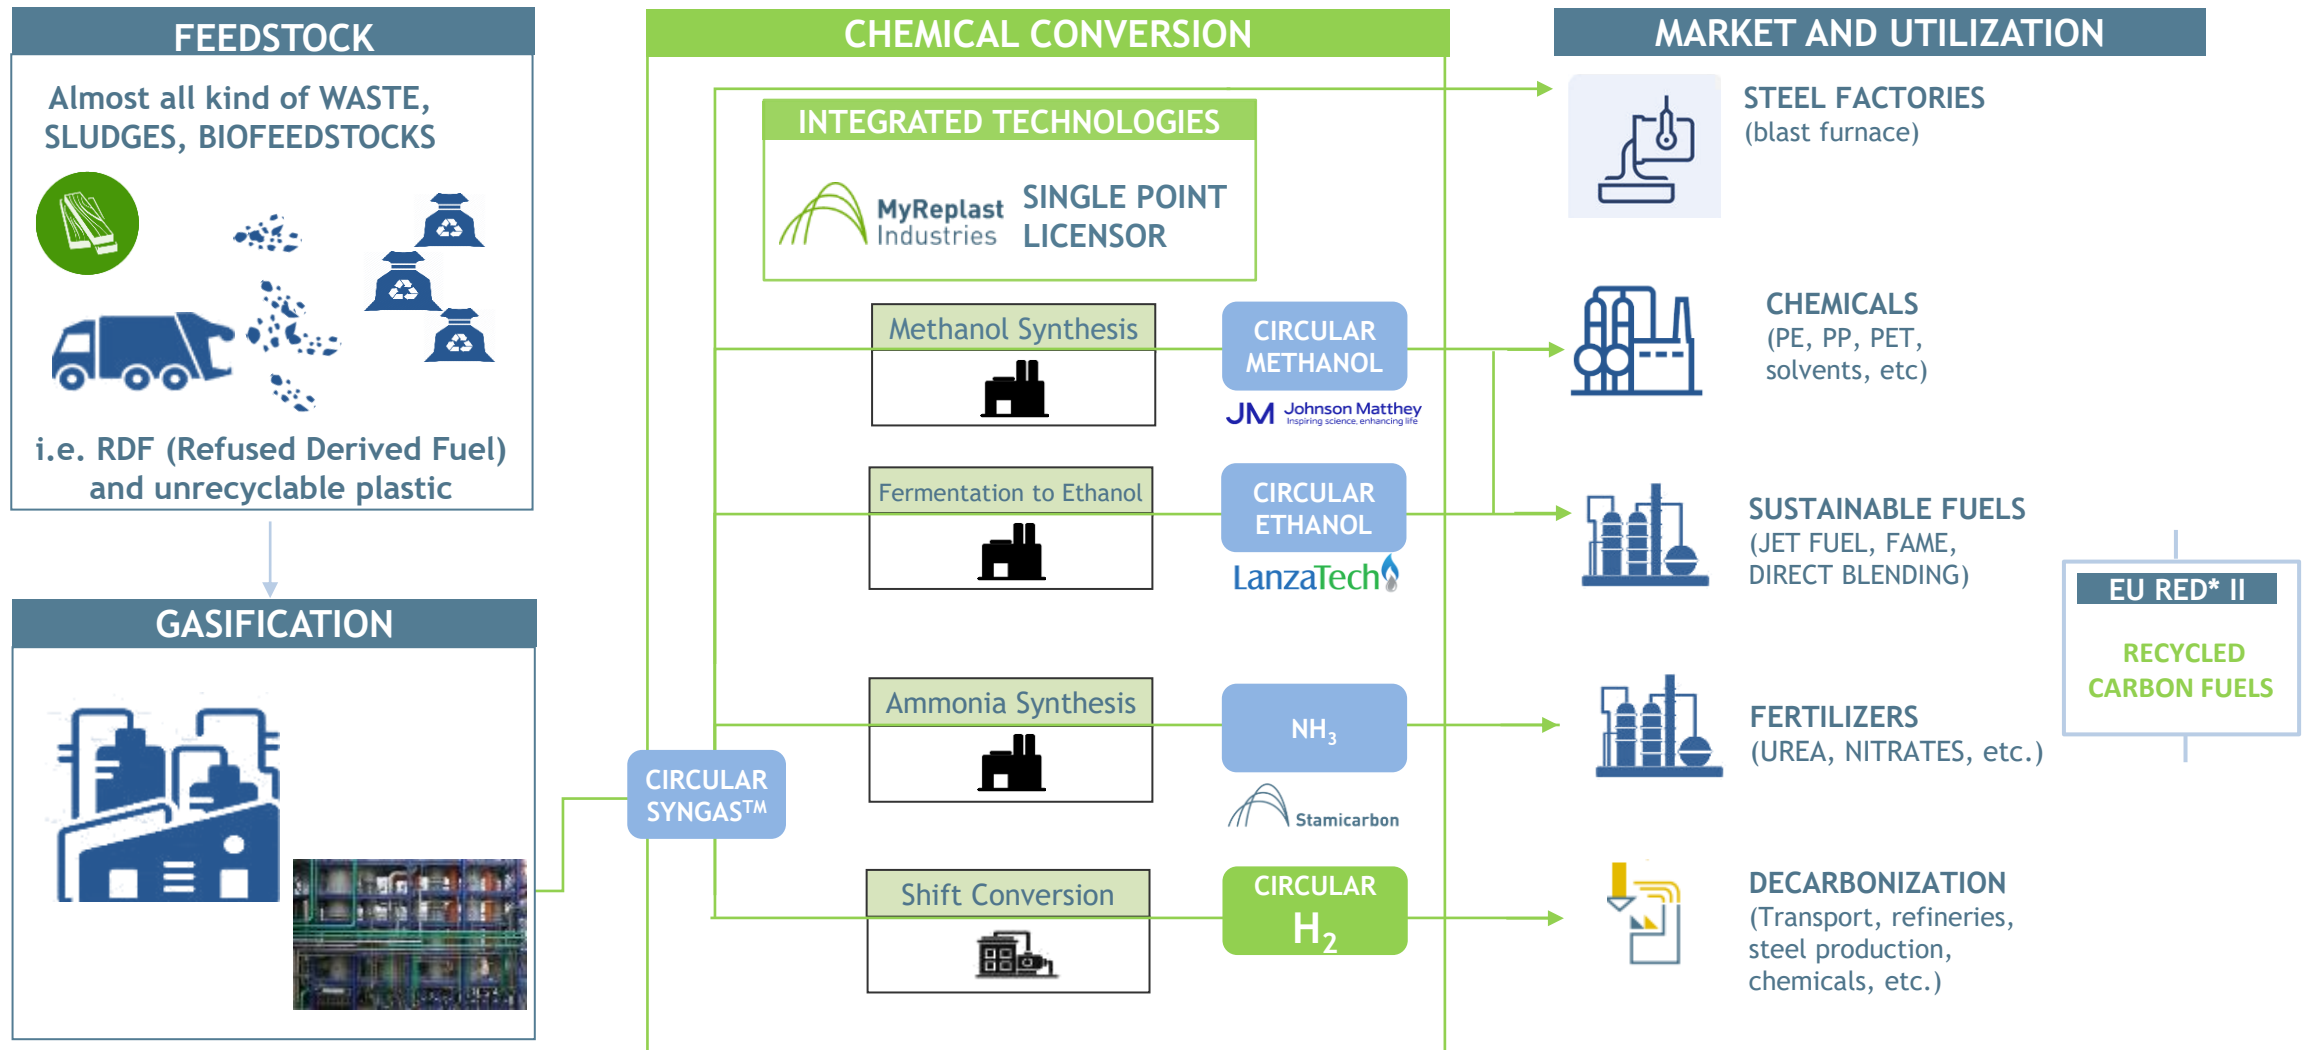 FEEDSTOCK
Almost all kind of WASTE,
SLUDGES, BIOFEEDSTOCKS
i.e. RDF (Refused Derived Fuel)
and unrecyclable plastic
GASIFICATION
CHEMICAL CONVERSION
INTEGRATED TECHNOLOGIES
MyReplast
Industries
SINGLE POINT
LICENSOR
Methanol Synthesis
CIRCULAR
METHANOL
JM Johnson Matthey
Inspiring science, enhancing life
Fermentation to Ethanol
CIRCULAR
ETHANOL
LanzaTech
Ammonia Synthesis
NH₃
Stamicarbon
CIRCULAR
SYNGAS™
Shift Conversion
CIRCULAR
H₂
MARKET AND UTILIZATION
STEEL FACTORIES
(blast furnace)
CHEMICALS
(PE, PP, PET,
solvents, etc)
SUSTAINABLE FUELS
(JET FUEL, FAME,
DIRECT BLENDING)
FERTILIZERS
(UREA, NITRATES, etc.)
DECARBONIZATION
(Transport, refineries,
steel production,
chemicals, etc.)
EU RED* II
RECYCLED
CARBON FUELS